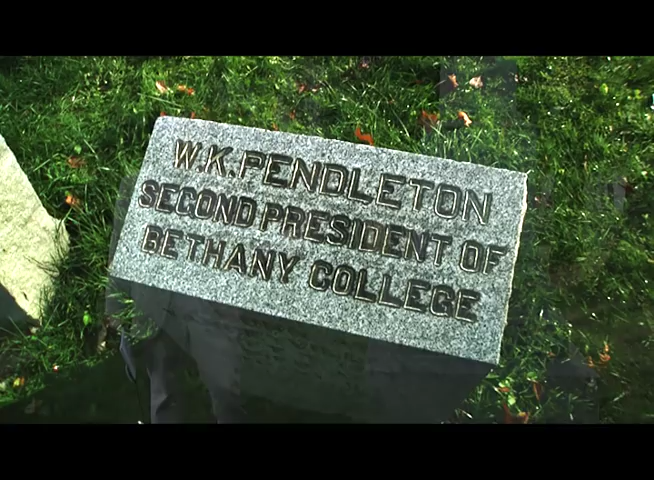 W.K. PENDLETON
SECOND PRESIDENT OF
BETHANY COLLEGE